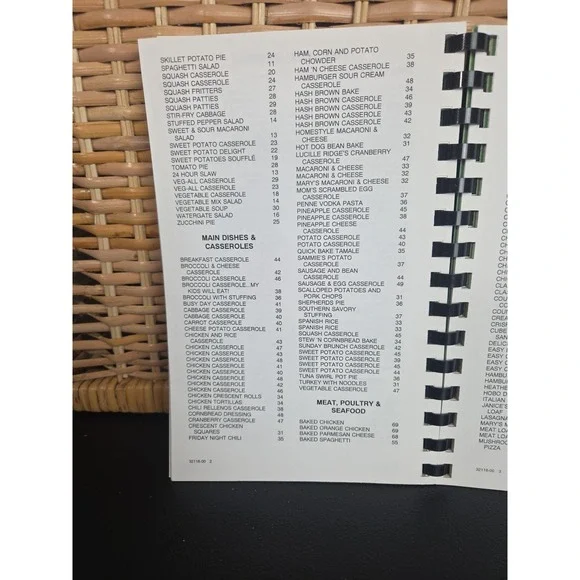 SKILLET POTATO PIE 24
SPAGHETTI SALAD 11
SQUASH CASSEROLE 20
SQUASH CASSEROLE 24
SQUASH FRITTERS 27
SQUASH PATTIES 28
SQUASH PATTIES 29
STIR-FRY CABBAGE 28
STUFFED PEPPER SALAD 14
SWEET & SOUR MACARONI
SALAD 13
SWEET POTATO CASSEROLE 23
SWEET POTATO DELIGHT 22
SWEET POTATOES SOUFFLE 19
TOMATO PIE 28
24 HOUR SLAW 13
VEG-ALL CASSEROLE 29
VEG-ALL CASSEROLE 23
VEGETABLE CASSEROLE 18
VEGETABLE MIX SALAD 14
VEGETABLE SOUP 30
WATERGATE SALAD 16
ZUCCHINI PIE 25
MAIN DISHES &
CASSEROLES
BREAKFAST CASSEROLE 44
BROCCOLI & CHEESE
CASSEROLE 42
BROCCOLI CASSEROLE 46
BROCCOLI CASSEROLE...MY
KIDS WILL EAT! 38
BROCCOLI WITH STUFFING 36
BUSY DAY CASSEROLE 41
CABBAGE CASSEROLE 39
CABBAGE CASSEROLE 40
CARROT CASSEROLE 40
CHEESE POTATO CASSEROLE 41
CHICKEN AND RICE
CASSEROLE 43
CHICKEN CASSEROLE 47
CHICKEN CASSEROLE 43
CHICKEN CASSEROLE 48
CHICKEN CASSEROLE 40
CHICKEN CASSEROLE 48
CHICKEN CASSEROLE 42
CHICKEN CASSEROLE 46
CHICKEN CRESCENT ROLLS 34
CHICKEN TORTILLAS 34
CHILI RELLENOS CASSEROLE 38
CORNBREAD DRESSING 48
CRANBERRY CASSEROLE 47
CRESCENT CHICKEN
SQUARES 31
FRIDAY NIGHT CHILI 35
HAM, CORN AND POTATO
CHOWDER 35
HAM 'N CHEESE CASSEROLE 38
HAMBURGER SOUR CREAM
CASSEROLE 48
HASH BROWN BAKE 34
HASH BROWN CASSEROLE 46
HASH BROWN CASSEROLE 39
HASH BROWN CASSEROLE 43
HASH BROWN CASSEROLE 42
HOMESTYLE MACARONI &
CHEESE 32
HOT DOG BEAN BAKE 31
LUCILLE RIDGE'S CRANBERRY
CASSEROLE 47
MACARONI & CHEESE 33
MACARONI & CHEESE 32
MARY'S MACARONI & CHEESE 32
MOM'S SCRAMBLED EGG
CASSEROLE 37
PENNE VODKA PASTA 36
PINEAPPLE CASSEROLE 45
PINEAPPLE CASSEROLE 38
PINEAPPLE CHEESE
CASSEROLE 44
POTATO CASSEROLE 43
POTATO CASSEROLE 40
QUICK BAKE TAMALE 35
SAMMIE'S POTATO
CASSEROLE 37
SAUSAGE AND BEAN
CASSEROLE 44
SAUSAGE & EGG CASSEROLE 49
SCALLOPED POTATOES AND
PORK CHOPS 31
SHEPHERDS PIE 36
SOUTHERN SAVORY
STUFFING 37
SPANISH RICE 33
SPANISH RICE 33
SQUASH CASSEROLE 45
STEW 'N CORNBREAD BAKE 34
SUNDAY BRUNCH CASSEROLE 42
SWEET POTATO CASSEROLE 45
SWEET POTATO CASSEROLE 39
SWEET POTATO CASSEROLE 44
TUNA SWIRL POT PIE 36
TURKEY WITH NOODLES 31
VEGETABLE CASSEROLE 47
MEAT, POULTRY &
SEAFOOD
BAKED CHICKEN 69
BAKED ORANGE CHICKEN 68
BAKED PARMESAN CHEESE 68
BAKED SPAGHETTI 55
52116-00 2